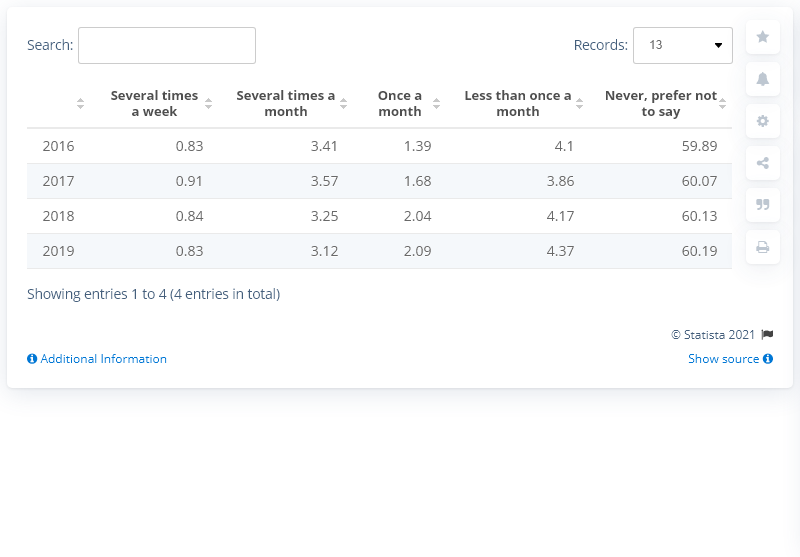 Search:
Records: 13
Several times a week
Several times a month
Once a month
Less than once a month
Never, prefer not to say
2016 0.83 3.41 1.39 4.1 59.89
2017 0.91 3.57 1.68 3.86 60.07
2018 0.84 3.25 2.04 4.17 60.13
2019 0.83 3.12 2.09 4.37 60.19
Showing entries 1 to 4 (4 entries in total)
© Statista 2021
Additional Information
Show source